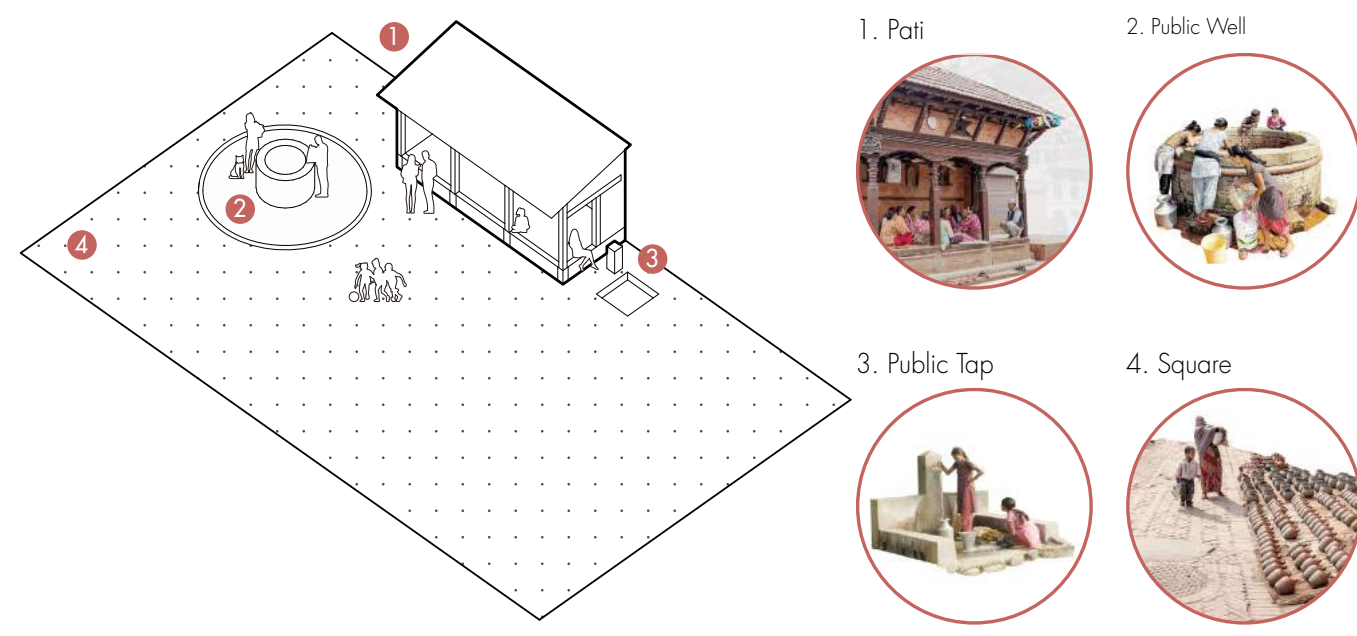 1
2
3
4
1. Pati
2. Public Well
3. Public Tap
4. Square